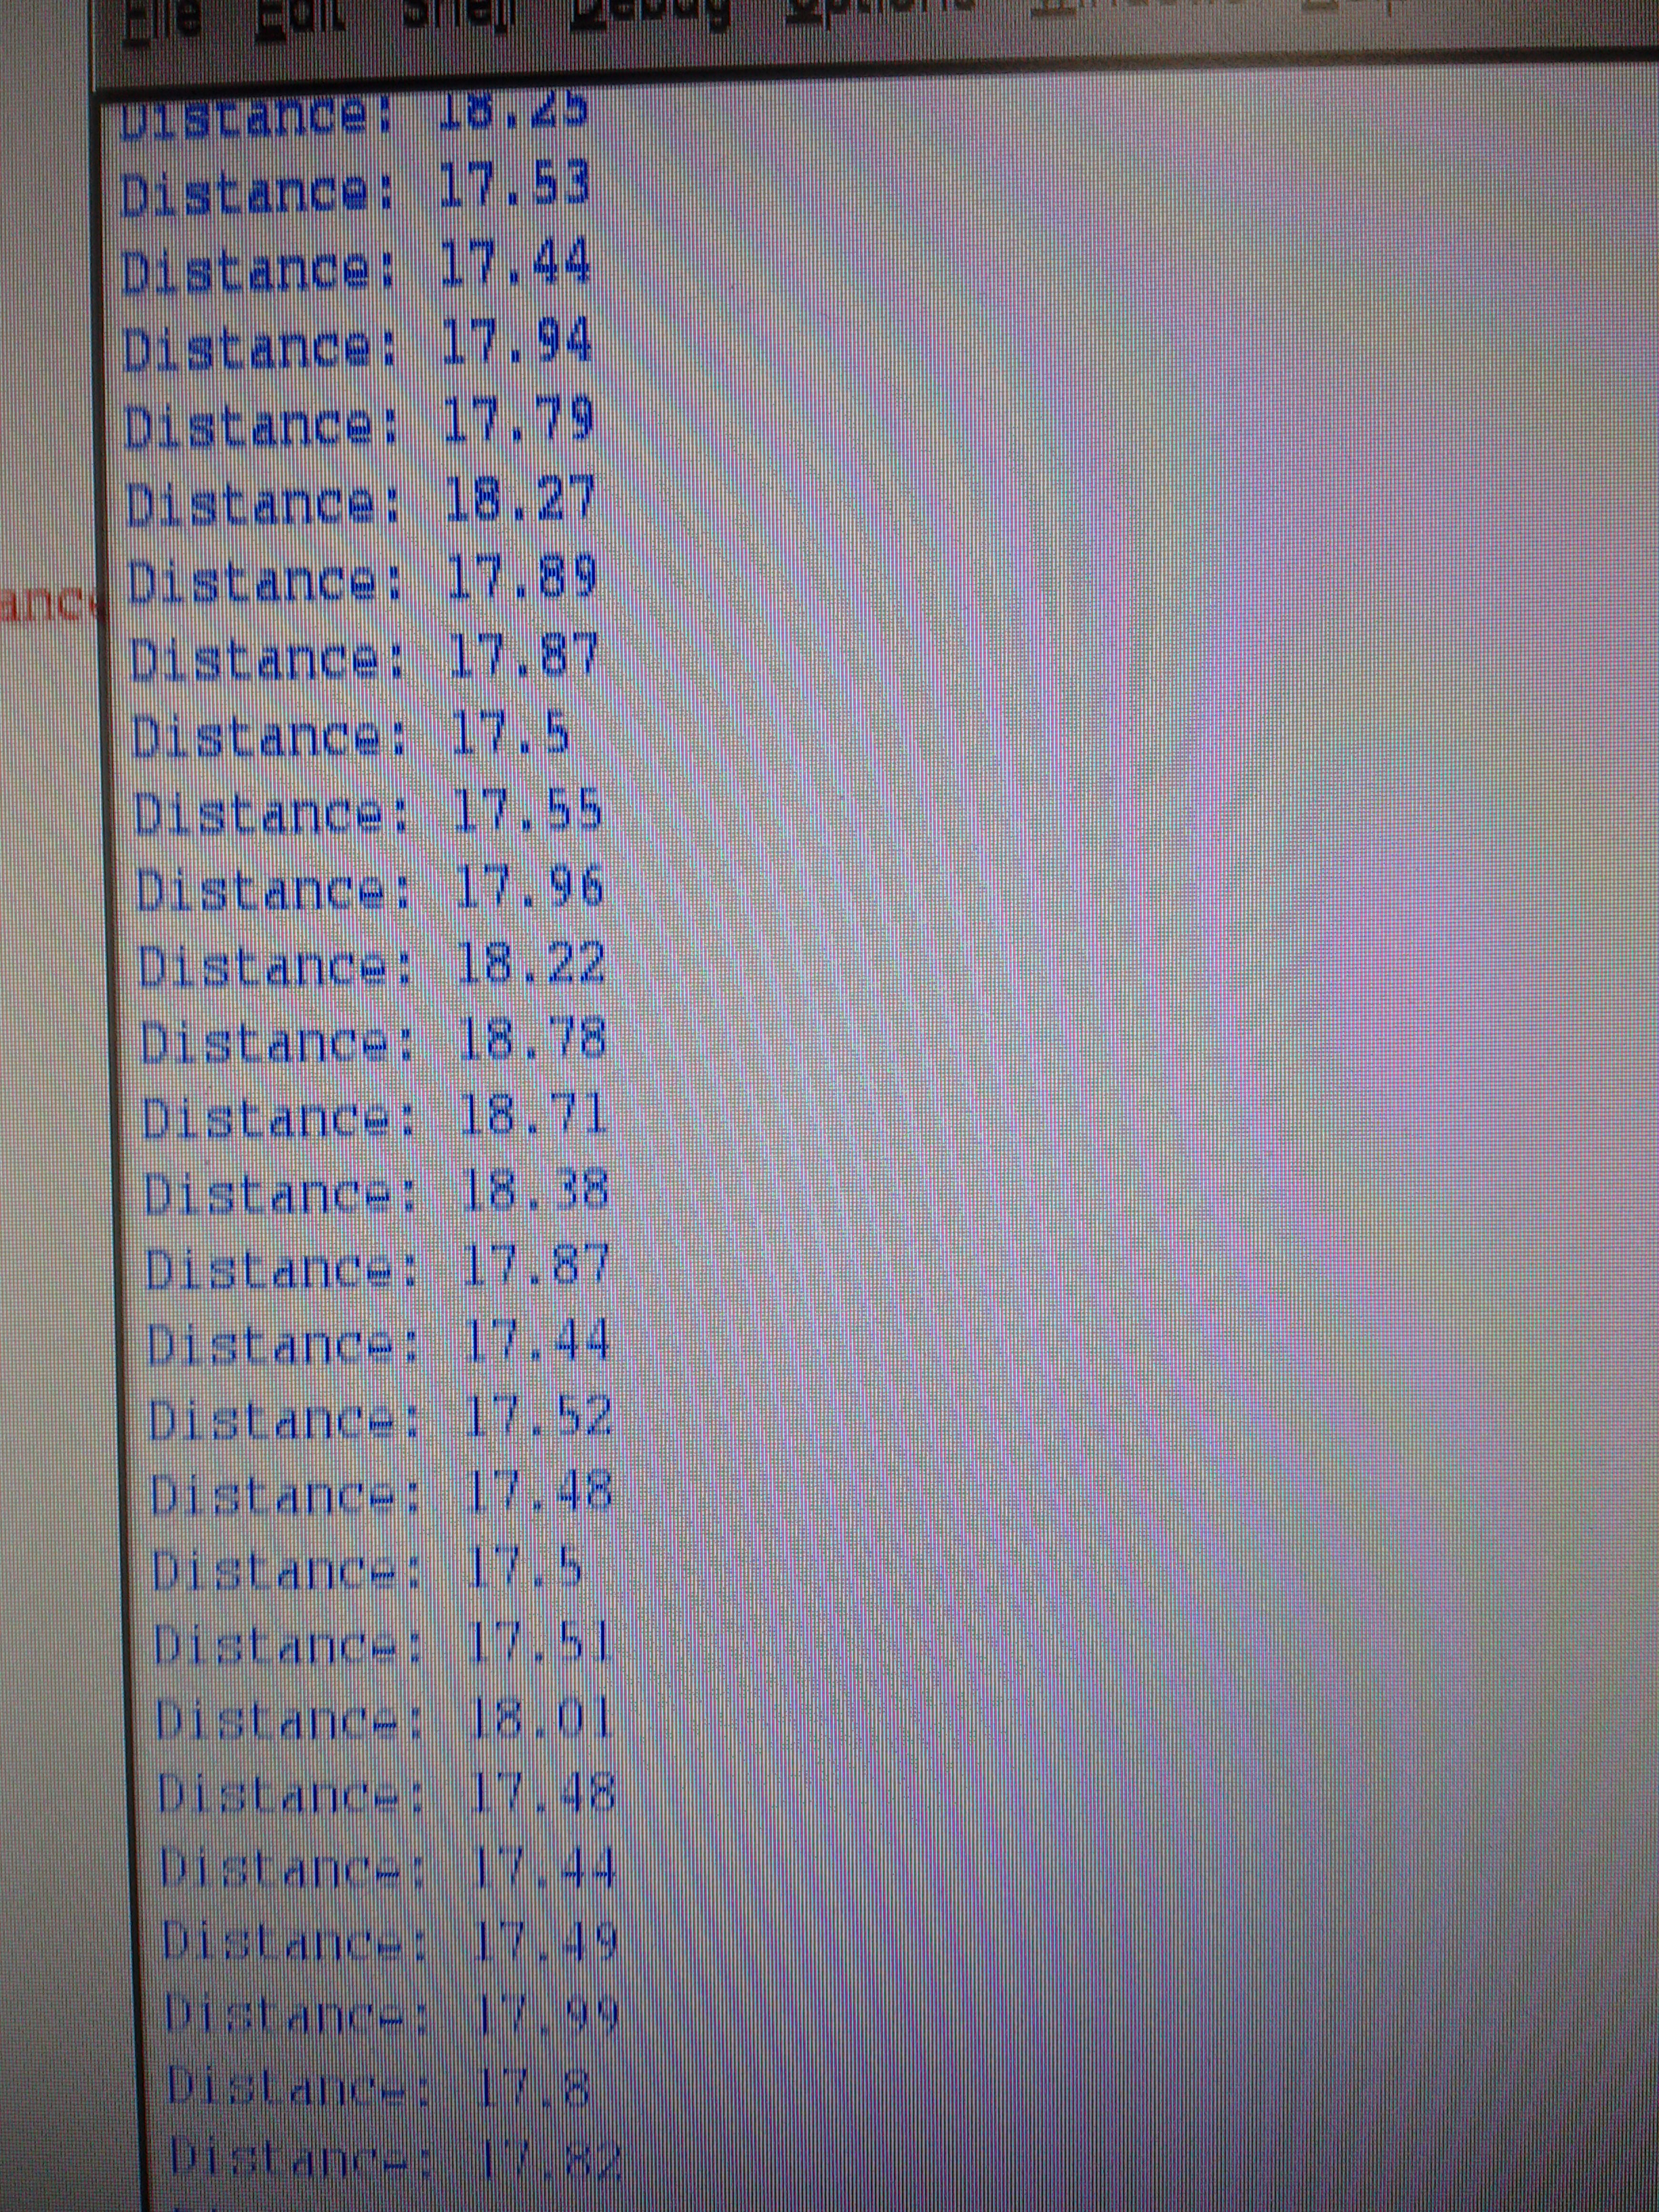 File Edit Shell Debug Options Windows Help
Distance: 18.25
Distance: 17.53
Distance: 17.44
Distance: 17.94
Distance: 17.79
Distance: 18.27
Distance: 17.89
ance
Distance: 17.87
Distance: 17.5
Distance: 17.55
Distance: 17.96
Distance: 18.22
Distance: 18.78
Distance: 18.71
Distance: 18.38
Distance: 17.87
Distance: 17.44
Distance: 17.52
Distance: 17.48
Distance: 17.5
Distance: 17.51
Distance: 18.01
Distance: 17.48
Distance: 17.44
Distance: 17.49
Distance: 17.99
Distance: 17.8
Distance: 17.82